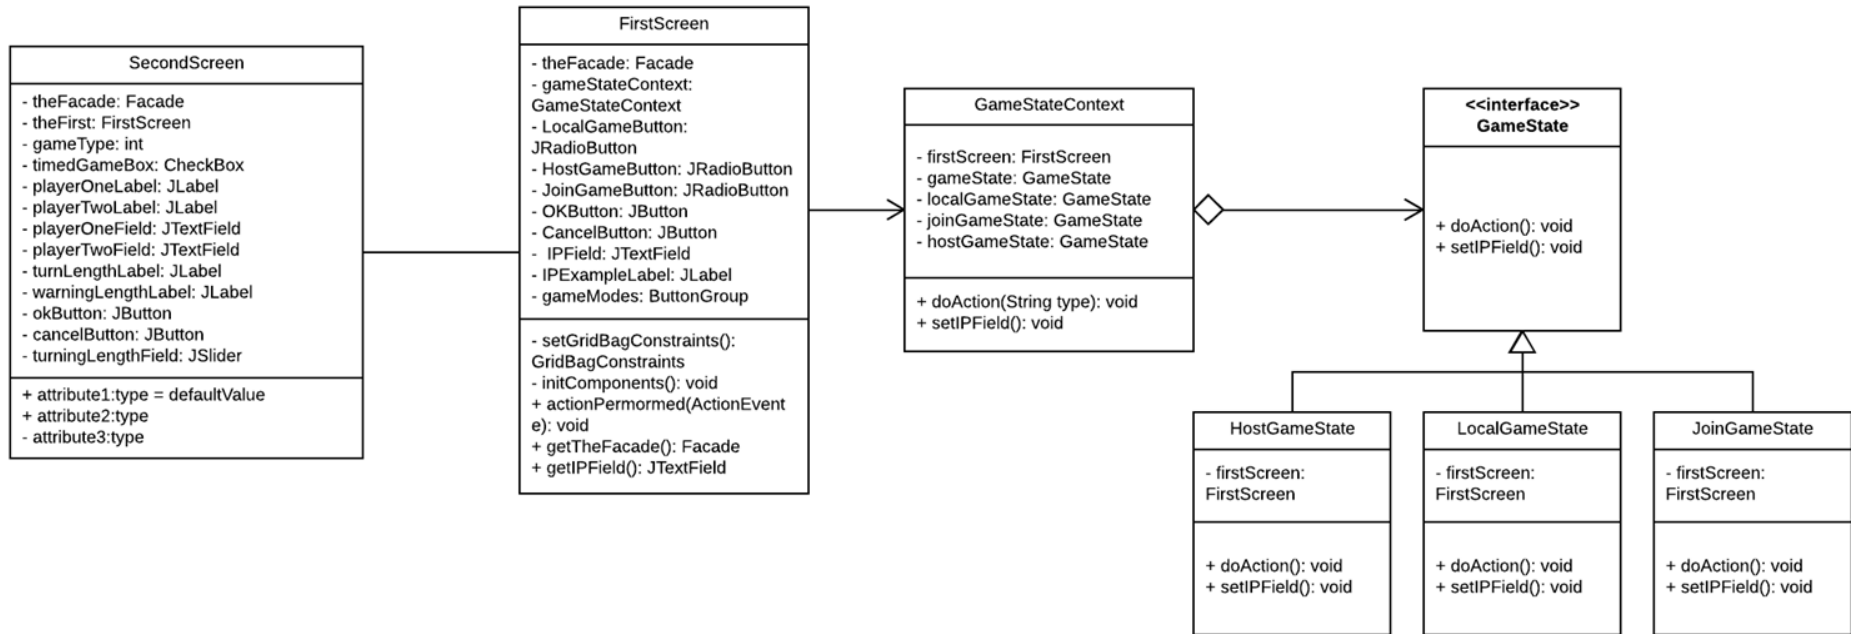 SecondScreen
- theFacade: Facade
- theFirst: FirstScreen
- gameType: int
- timedGameBox: CheckBox
- playerOneLabel: JLabel
- playerTwoLabel: JLabel
- playerOneField: JTextField
- playerTwoField: JTextField
- turnLengthLabel: JLabel
- warningLengthLabel: JLabel
- okButton: JButton
- cancelButton: JButton
- turningLengthField: JSlider
+ attribute1:type = defaultValue
+ attribute2:type
- attribute3:type
FirstScreen
- theFacade: Facade
- gameStateContext:
GameStateContext
- LocalGameButton:
JRadioButton
- HostGameButton: JRadioButton
- JoinGameButton: JRadioButton
- OKButton: JButton
- CancelButton: JButton
- IPField: JTextField
- IPExampleLabel: JLabel
- gameModes: ButtonGroup
- setGridBagConstraints():
GridBagConstraints
- initComponents(): void
+ actionPermormed(ActionEvent
e): void
+ getTheFacade(): Facade
+ getIPField(): JTextField
GameStateContext
- firstScreen: FirstScreen
- gameState: GameState
- localGameState: GameState
- joinGameState: GameState
- hostGameState: GameState
+ doAction(String type): void
+ setIPField(): void
<<interface>>
GameState
+ doAction(): void
+ setIPField(): void
HostGameState
- firstScreen:
FirstScreen
+ doAction(): void
+ setIPField(): void
LocalGameState
- firstScreen:
FirstScreen
+ doAction(): void
+ setIPField(): void
JoinGameState
- firstScreen:
FirstScreen
+ doAction(): void
+ setIPField(): void